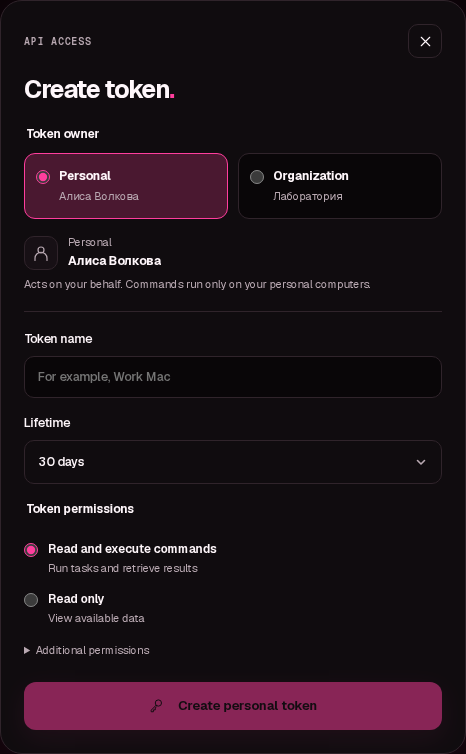 API ACCESS
Create token.
Token owner
Personal
Алиса Волкова
Organization
Лаборатория
Personal
Алиса Волкова
Acts on your behalf. Commands run only on your personal computers.
Token name
For example, Work Mac
Lifetime
30 days
Token permissions
Read and execute commands
Run tasks and retrieve results
Read only
View available data
Additional permissions
Create personal token